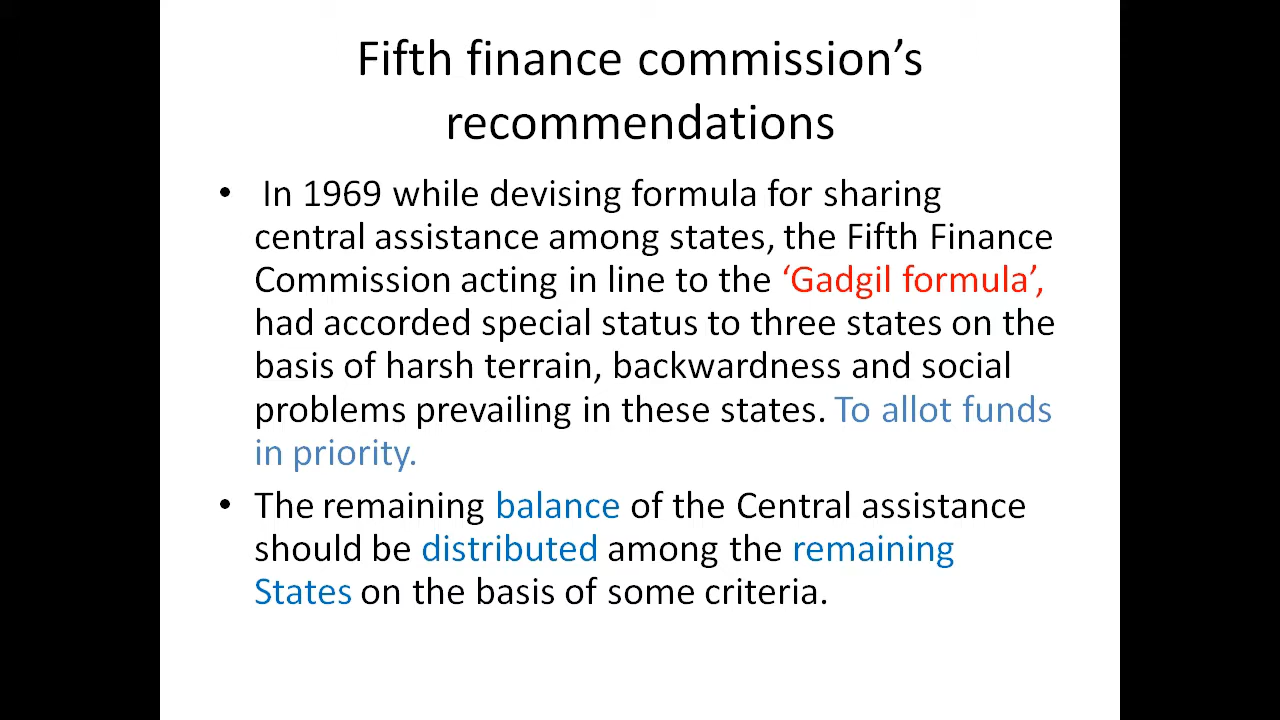 Fifth finance commission’s
recommendations
• In 1969 while devising formula for sharing
central assistance among states, the Fifth Finance
Commission acting in line to the ‘Gadgil formula’,
had accorded special status to three states on the
basis of harsh terrain, backwardness and social
problems prevailing in these states. To allot funds
in priority.
• The remaining balance of the Central assistance
should be distributed among the remaining
States on the basis of some criteria.